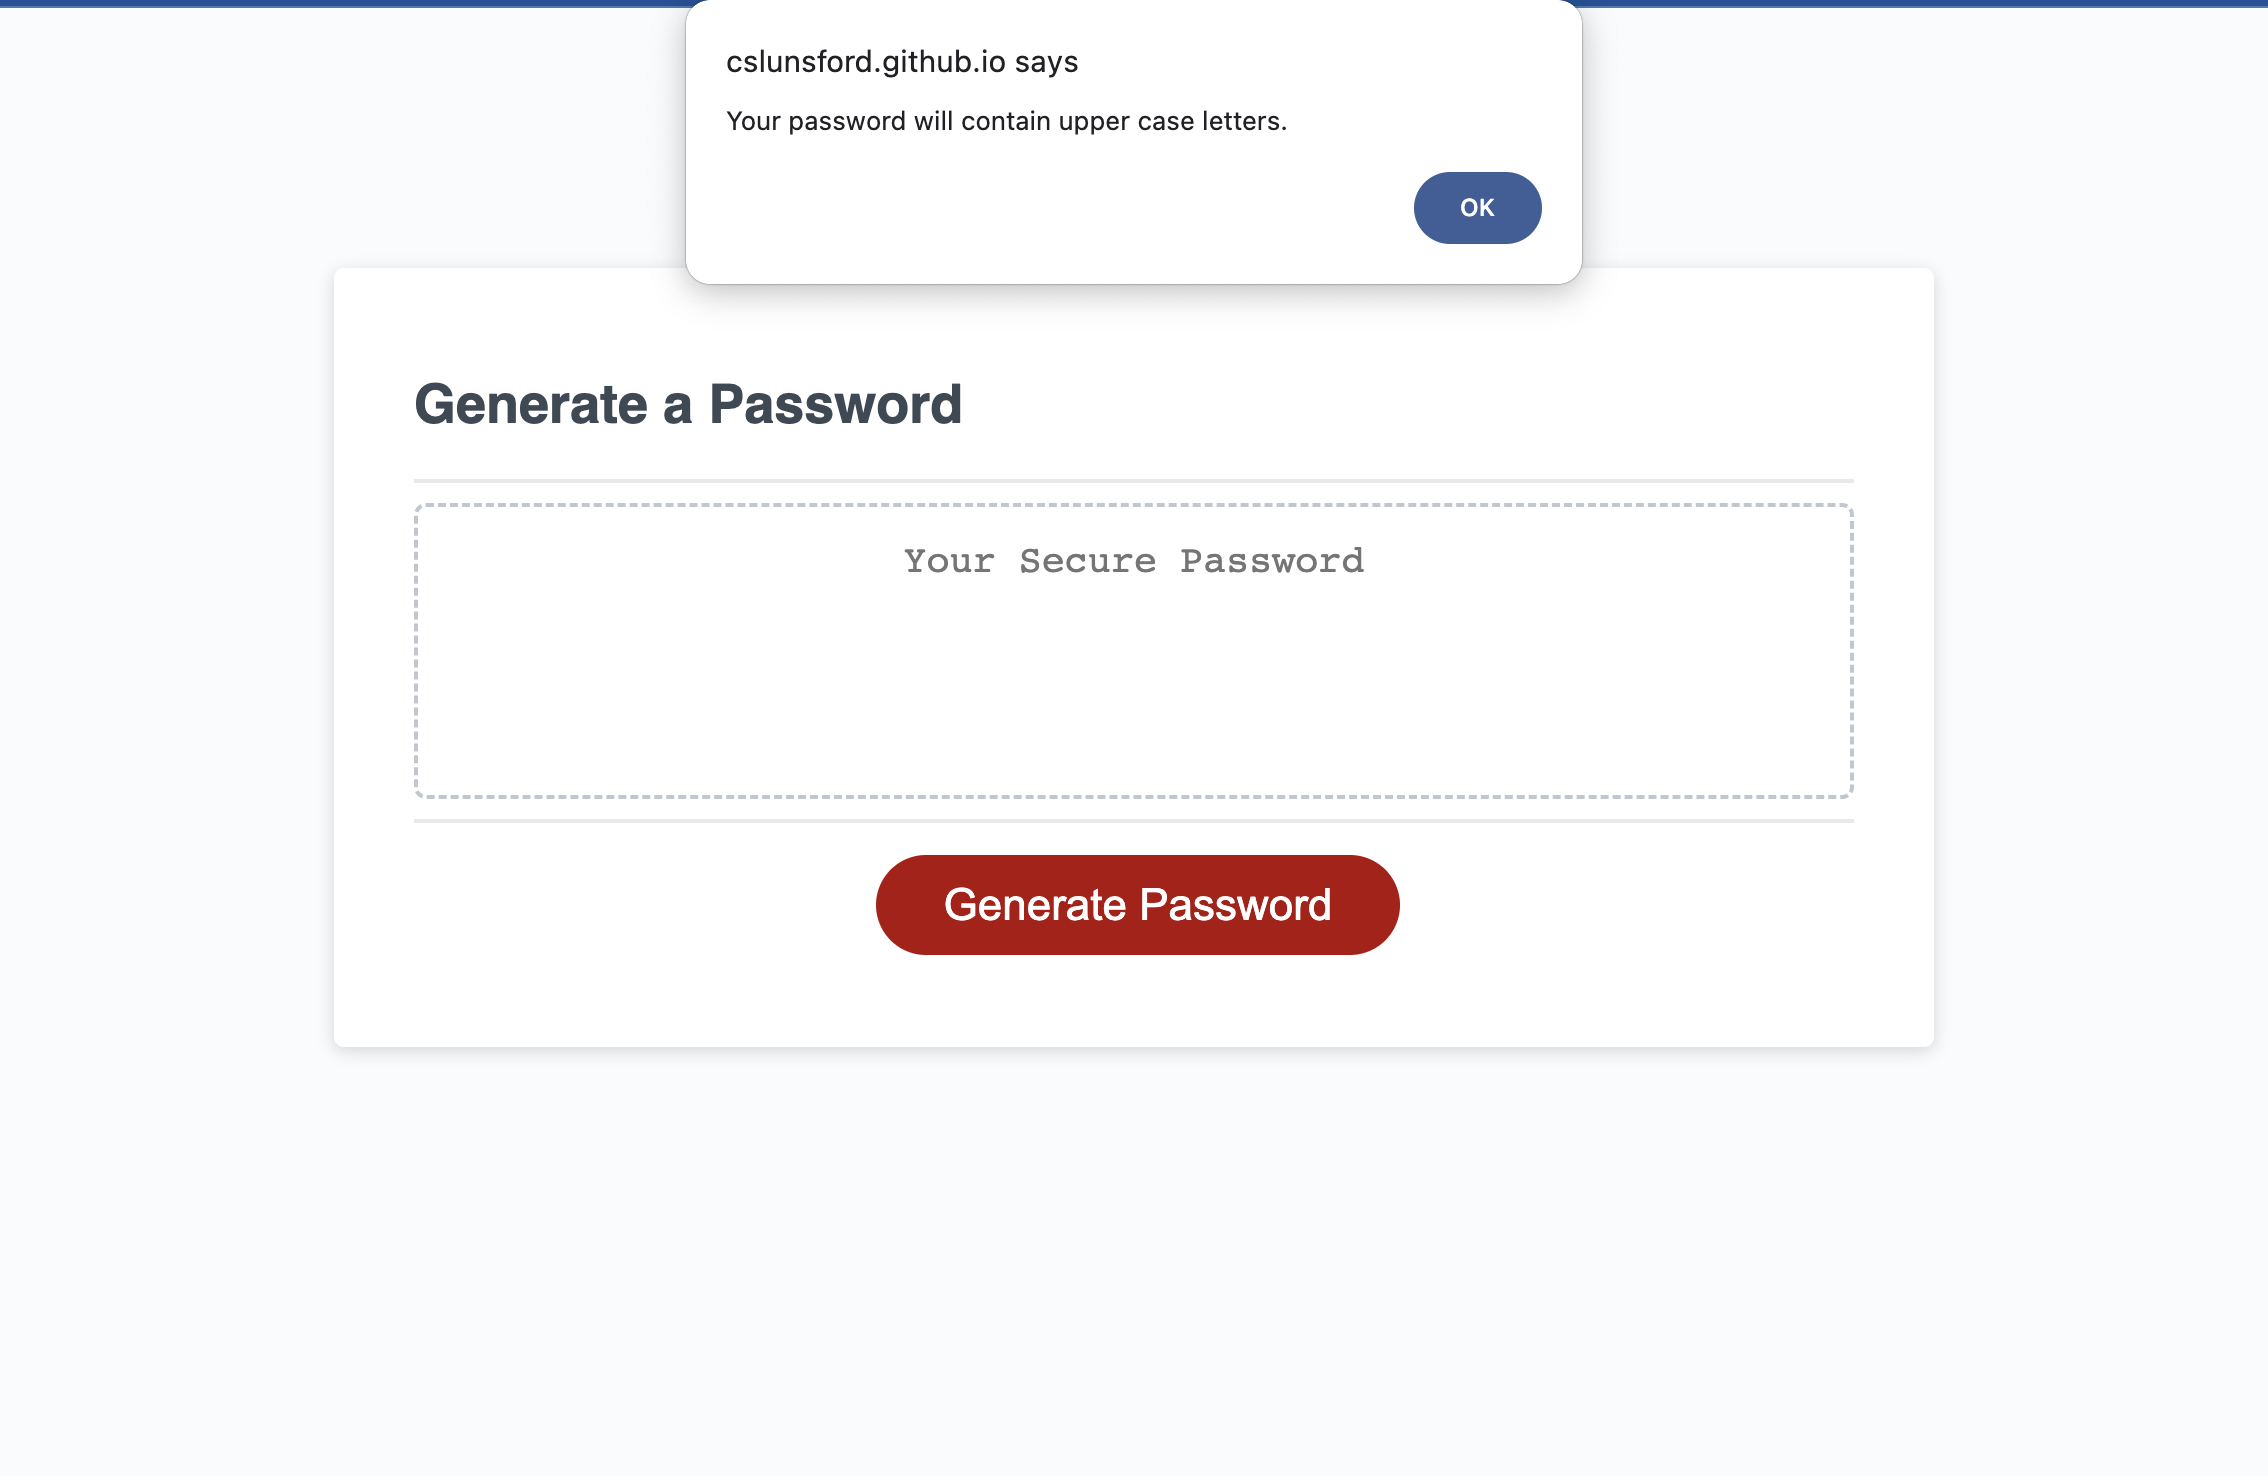 cslunsford.github.io says
Your password will contain upper case letters.
OK
Generate a Password
Your Secure Password
Generate Password